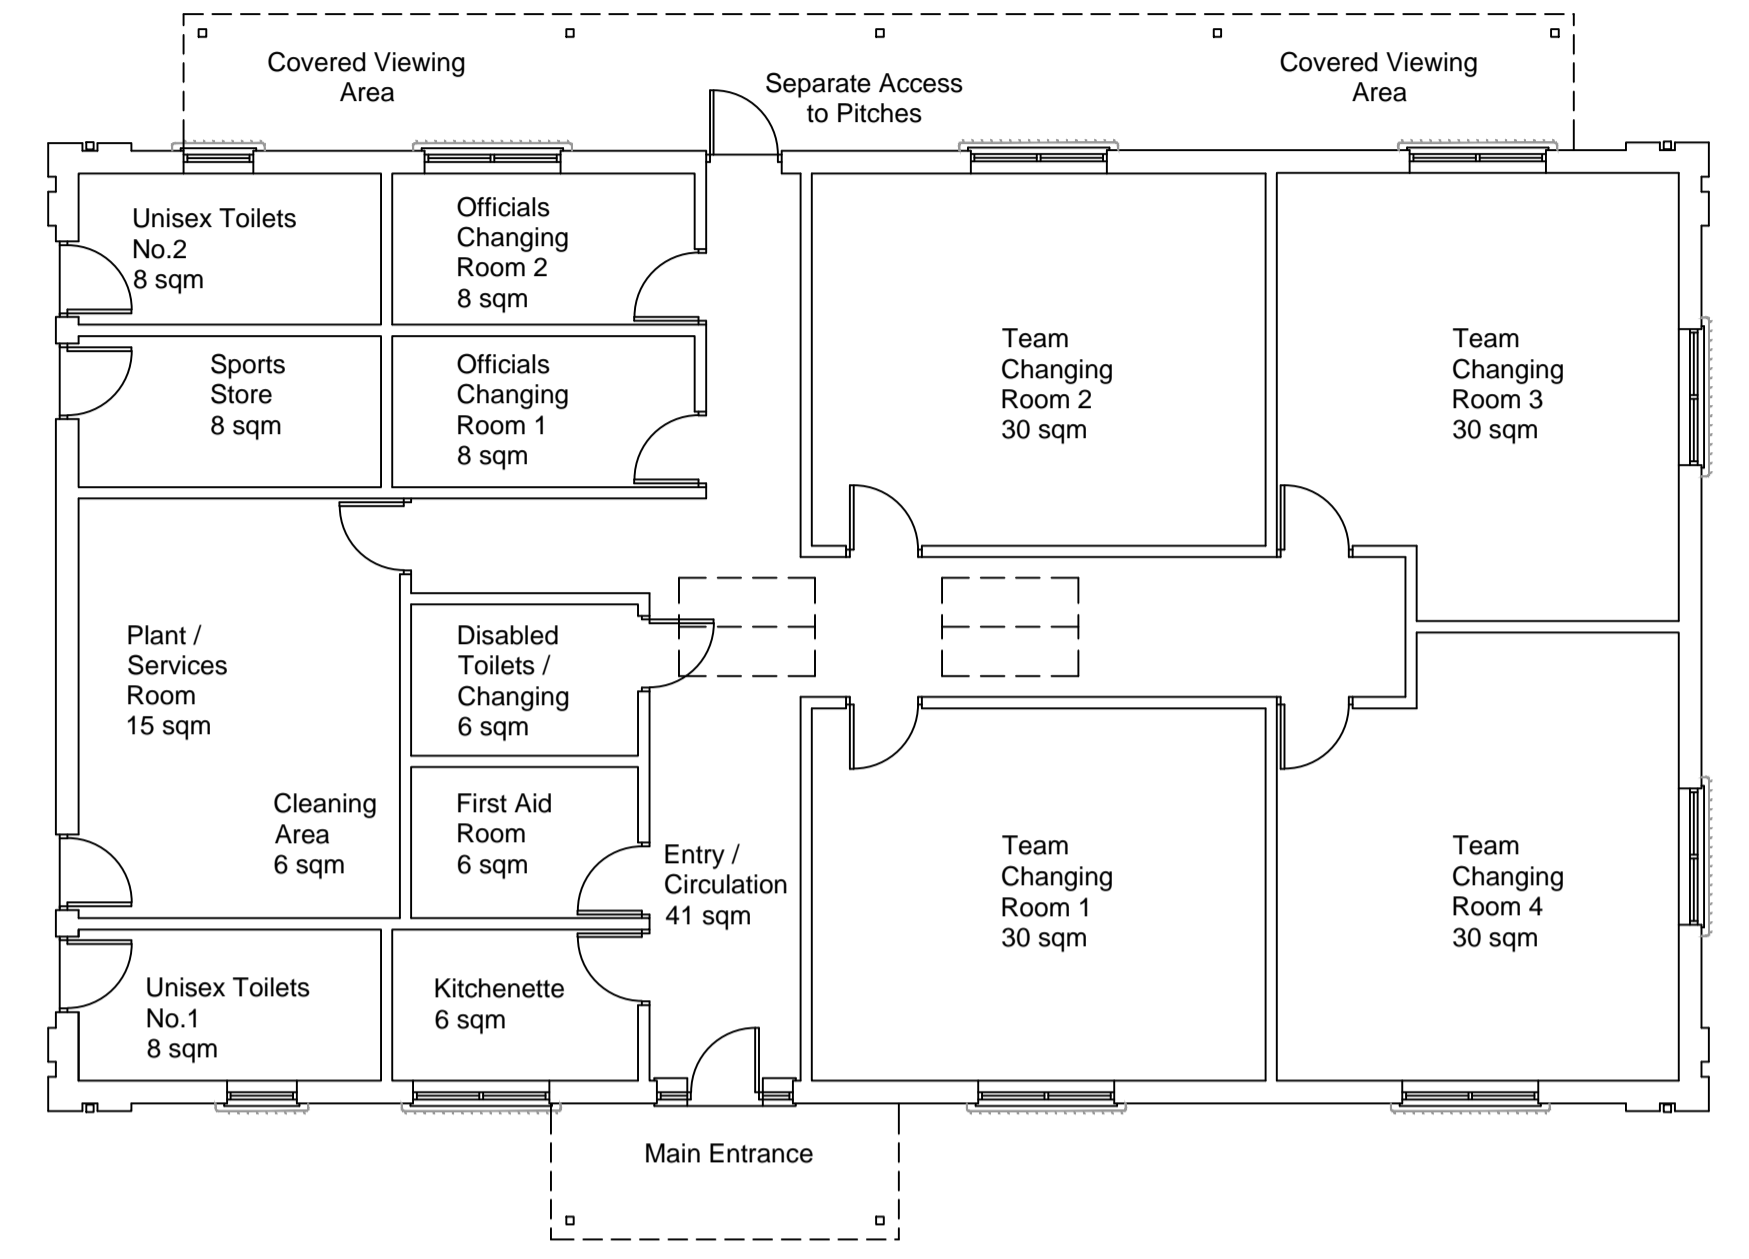 Covered Viewing
Area
Separate Access
to Pitches
Covered Viewing
Area
Unisex Toilets
No.2
8 sqm
Officials
Changing
Room 2
8 sqm
Sports
Store
8 sqm
Officials
Changing
Room 1
8 sqm
Team
Changing
Room 2
30 sqm
Team
Changing
Room 3
30 sqm
Plant /
Services
Room
15 sqm
Disabled
Toilets /
Changing
6 sqm
Cleaning
Area
6 sqm
First Aid
Room
6 sqm
Entry /
Circulation
41 sqm
Team
Changing
Room 1
30 sqm
Team
Changing
Room 4
30 sqm
Unisex Toilets
No.1
8 sqm
Kitchenette
6 sqm
Main Entrance